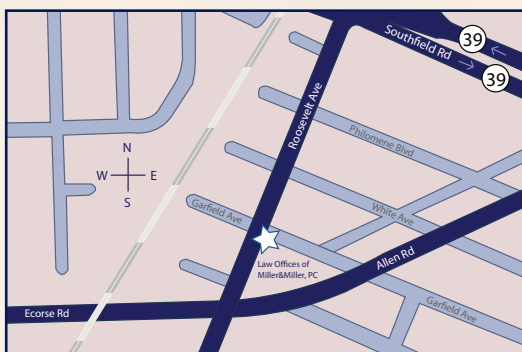 39
Southfield Rd
39
Roosevelt Ave
Philomene Blvd
N
W E
S
White Ave
Garfield Ave
Law Offices of
Miller&Miller, PC
Allen Rd
Garfield Ave
Ecorse Rd